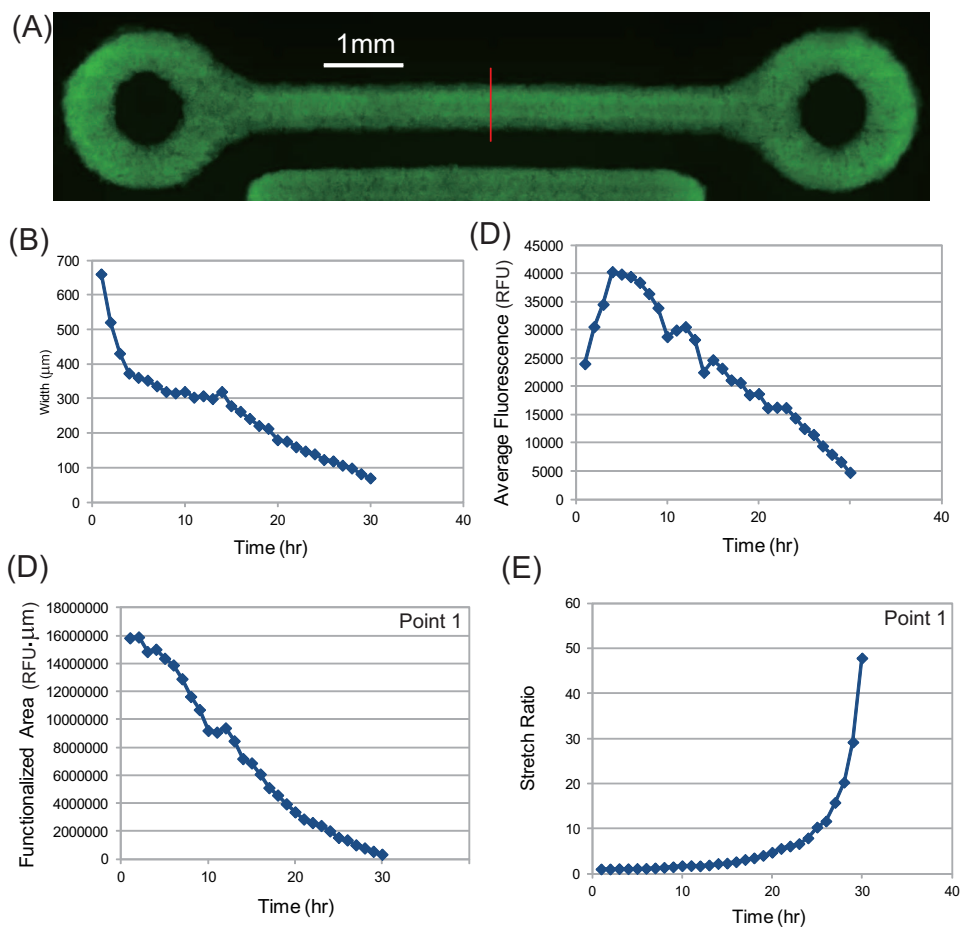 (A)
1mm
(B)
700
600
500
400
300
200
100
0
0 10 20 30 40
Width (µm)
Time (hr)
(D)
45000
40000
35000
30000
25000
20000
15000
10000
5000
0
0 20 40
Average Fluorescence (RFU)
Time (hr)
(D)
Point 1
18000000
16000000
14000000
12000000
10000000
8000000
6000000
4000000
2000000
0
0 10 20 30
Functionalized Area (RFU·µm)
Time (hr)
(E)
Point 1
60
50
40
30
20
10
0
0 10 20 30 40
Stretch Ratio
Time (hr)